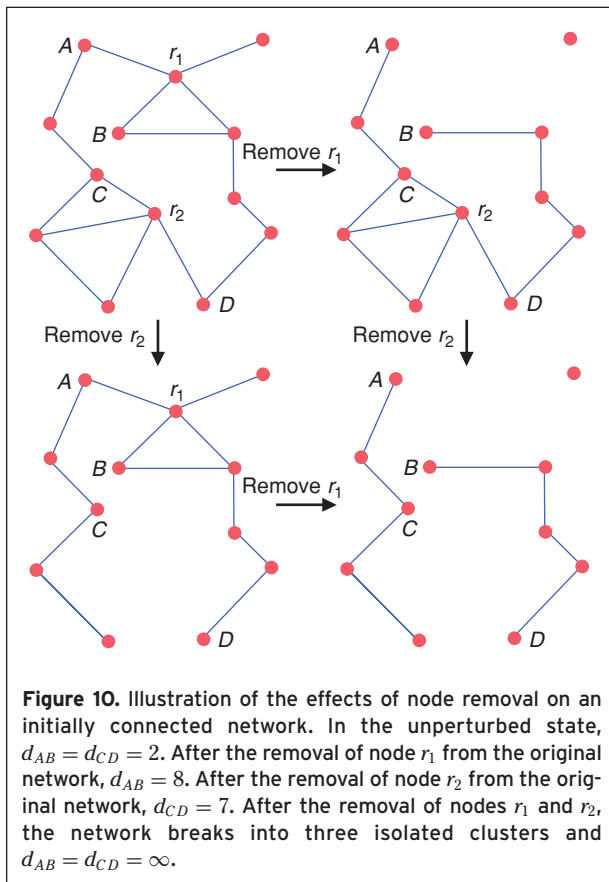 A
r1
B
Remove r1
C
r2
D
Remove r2
A
B
C
r2
D
Remove r2
A
r1
B
Remove r1
C
D
A
B
C
D
Figure 10. Illustration of the effects of node removal on an
initially connected network. In the unperturbed state,
dAB = dCD = 2. After the removal of node r1 from the original
network, dAB = 8. After the removal of node r2 from the orig-
inal network, dCD = 7. After the removal of nodes r1 and r2,
the network breaks into three isolated clusters and
dAB = dCD = ∞.